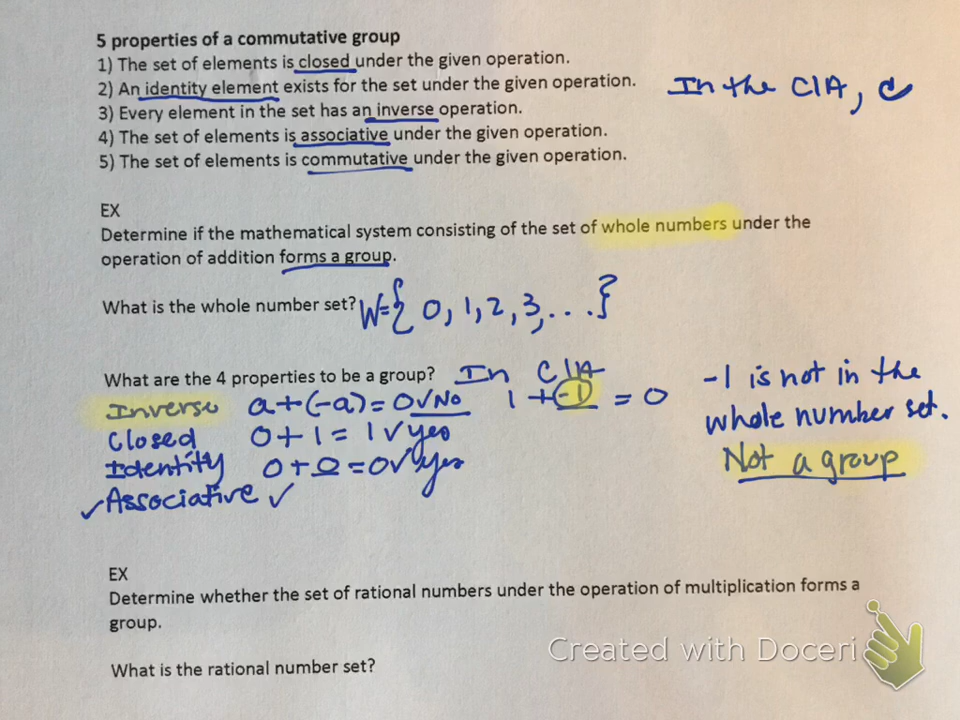 5 properties of a commutative group
1) The set of elements is closed under the given operation.
2) An identity element exists for the set under the given operation.
In the CIA, C
3) Every element in the set has an inverse operation.
4) The set of elements is associative under the given operation.
5) The set of elements is commutative under the given operation.
EX
Determine if the mathematical system consisting of the set of whole numbers under the
operation of addition forms a group.
What is the whole number set? W={ 0, 1, 2, 3, ...}
What are the 4 properties to be a group? In CIA
Inverse a+(-a)=0 ✓ No 1 + (-1) = 0
-1 is not in the
whole number set.
Not a group
Closed 0+1=1 ✓ yes
Identity 0+0=0 ✓ yes
✓ Associative ✓
EX
Determine whether the set of rational numbers under the operation of multiplication forms a
group.
What is the rational number set?
Created with Doceri